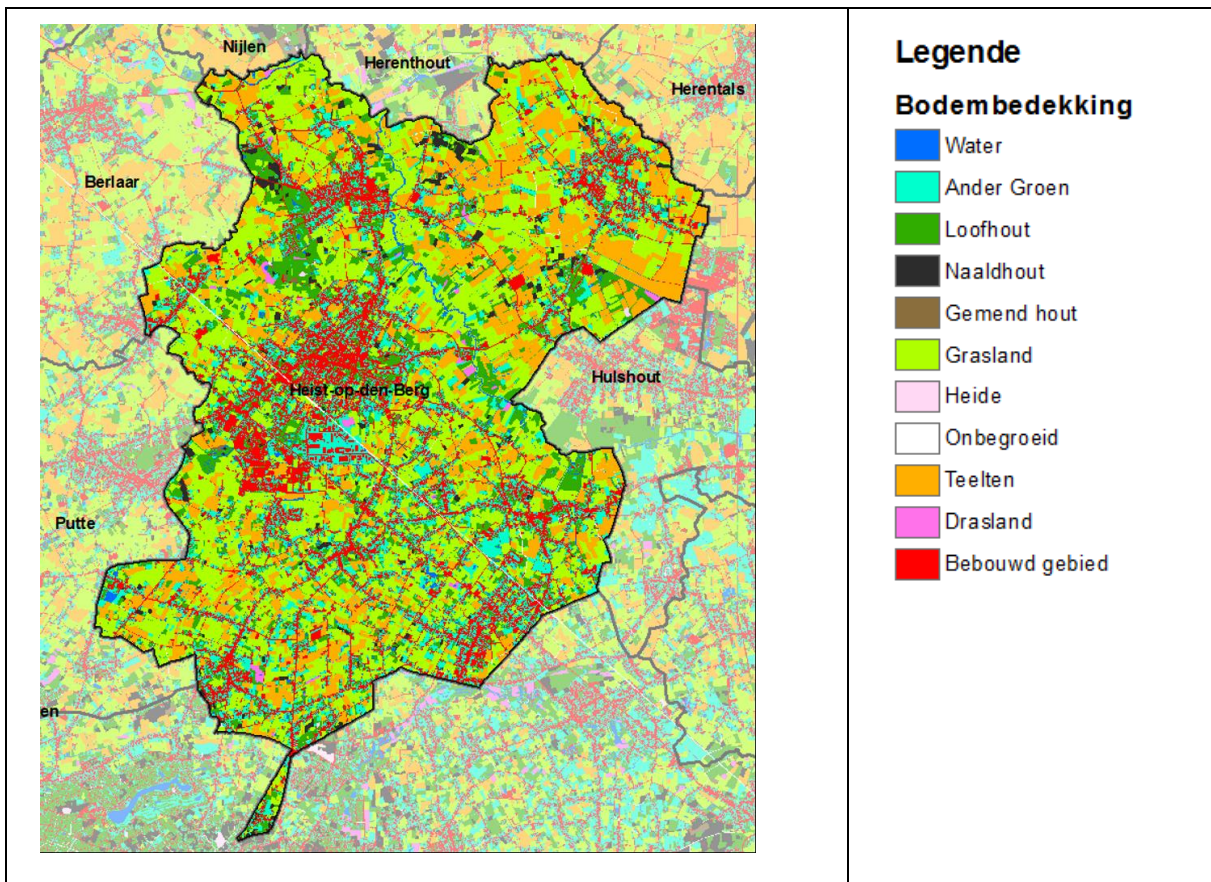 Nijlen
Herenthout
Herentals
Berlaar
Hulshout
Heist-op-den-Berg
Putte
en
Legende
Bodembedekking
Water
Ander Groen
Loofhout
Naaldhout
Gemend hout
Grasland
Heide
Onbegroeid
Teelten
Drasland
Bebouwd gebied